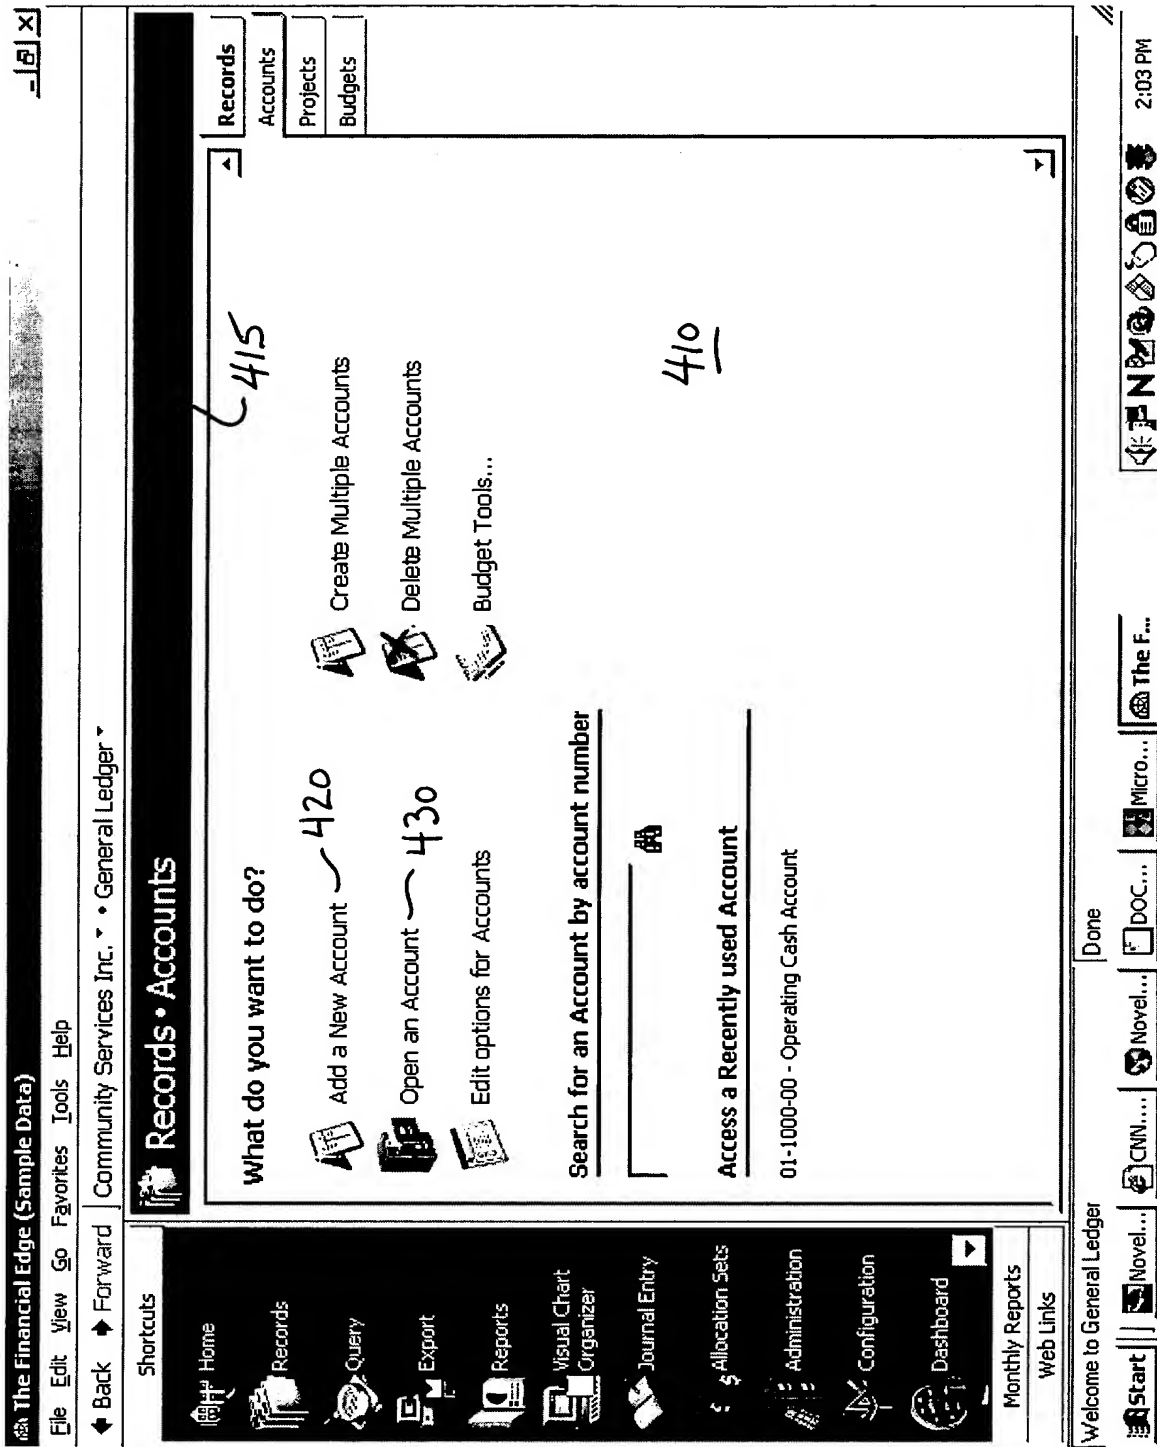 The Financial Edge (Sample Data)
File Edit View Go Favorites Tools Help
Back Forward Community Services Inc. • General Ledger
Shortcuts
Home
Records
Query
Export
Reports
Visual Chart Organizer
Journal Entry
Allocation Sets
Administration
Configuration
Dashboard
Monthly Reports
Web Links
Records • Accounts
415
What do you want to do?
Add a New Account 420
Open an Account 430
Edit options for Accounts
Create Multiple Accounts
Delete Multiple Accounts
Budget Tools...
Search for an Account by account number
410
Access a Recently used Account
01-1000-00 - Operating Cash Account
Records
Accounts
Projects
Budgets
Welcome to General Ledger Done
Start Novel... CNN.... Novel... DOC... Micro... The F... N 2:03 PM